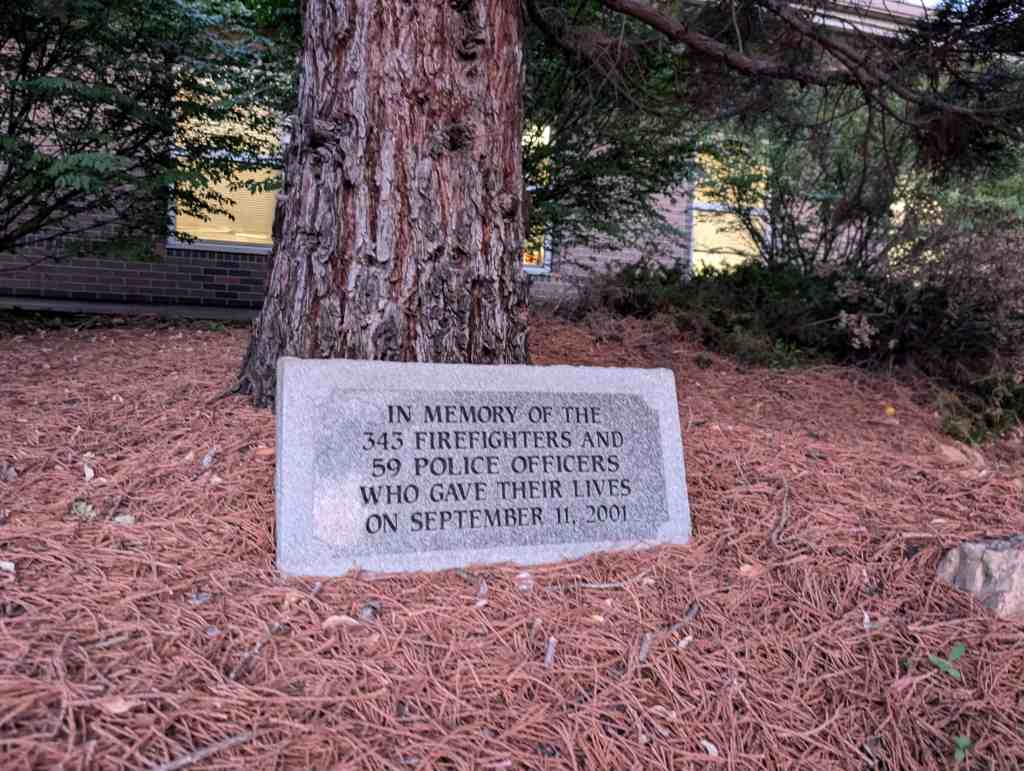 IN MEMORY OF THE
343 FIREFIGHTERS AND
59 POLICE OFFICERS
WHO GAVE THEIR LIVES
ON SEPTEMBER 11, 2001